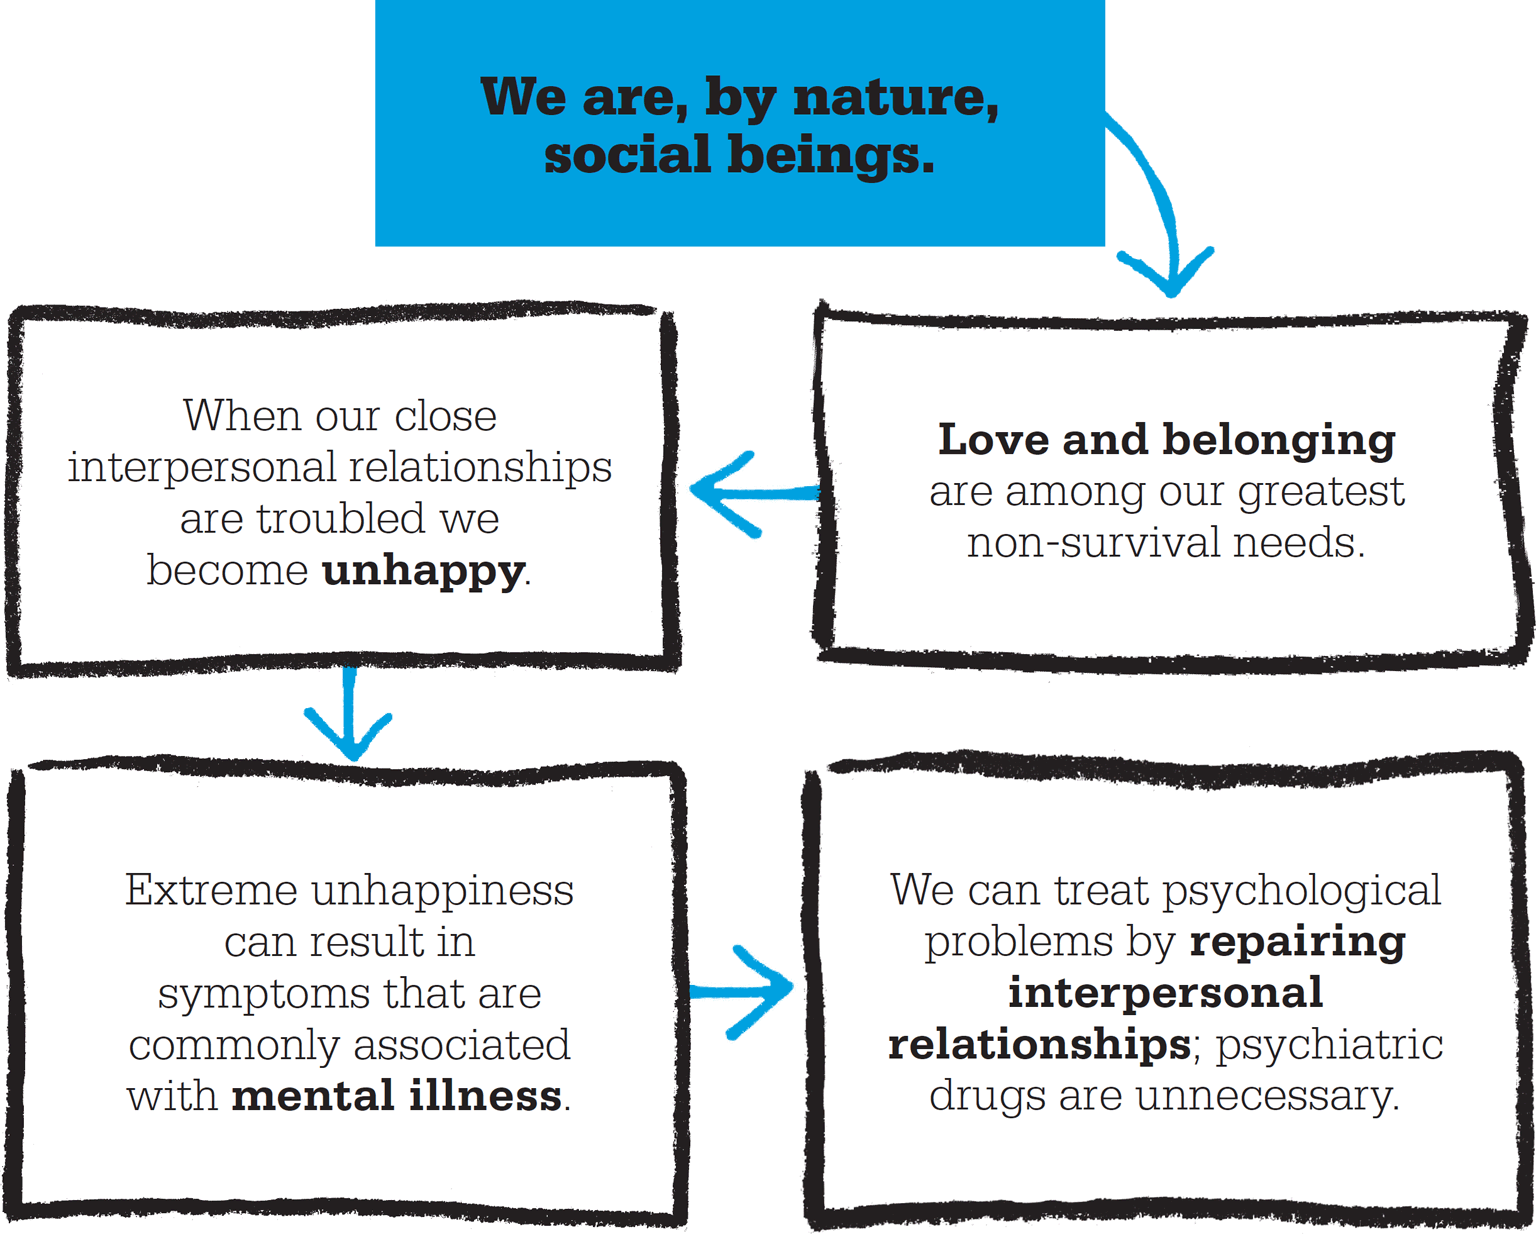 We are, by nature,
social beings.
Love and belonging
are among our greatest
non-survival needs.
When our close
interpersonal relationships
are troubled we
become unhappy.
Extreme unhappiness
can result in
symptoms that are
commonly associated
with mental illness.
We can treat psychological
problems by repairing
interpersonal
relationships; psychiatric
drugs are unnecessary.